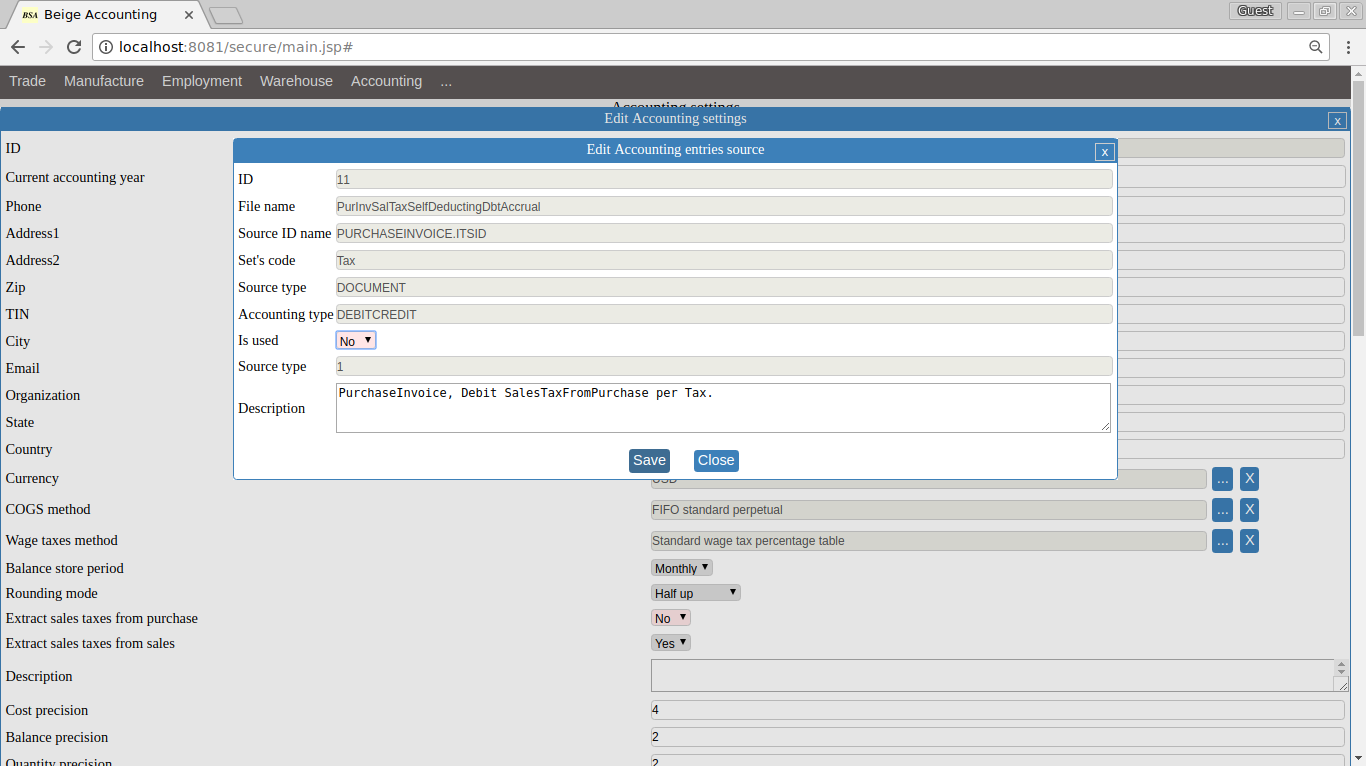 BSA Beige Accounting
Guest
localhost:8081/secure/main.jsp#
Trade Manufacture Employment Warehouse Accounting ...
Accounting settings
Edit Accounting settings x
Edit Accounting entries source x
ID
Current accounting year
Phone
Address1
Address2
Zip
TIN
City
Email
Organization
State
Country
ID 11
File name PurInvSalTaxSelfDeductingDbtAccrual
Source ID name PURCHASEINVOICE.ITSID
Set's code Tax
Source type DOCUMENT
Accounting type DEBITCREDIT
Is used No
Source type 1
Description PurchaseInvoice, Debit SalesTaxFromPurchase per Tax.
Save Close
Currency USD ... X
COGS method FIFO standard perpetual ... X
Wage taxes method Standard wage tax percentage table ... X
Balance store period Monthly
Rounding mode Half up
Extract sales taxes from purchase No
Extract sales taxes from sales Yes
Description
Cost precision 4
Balance precision 2
Quantity precision 2